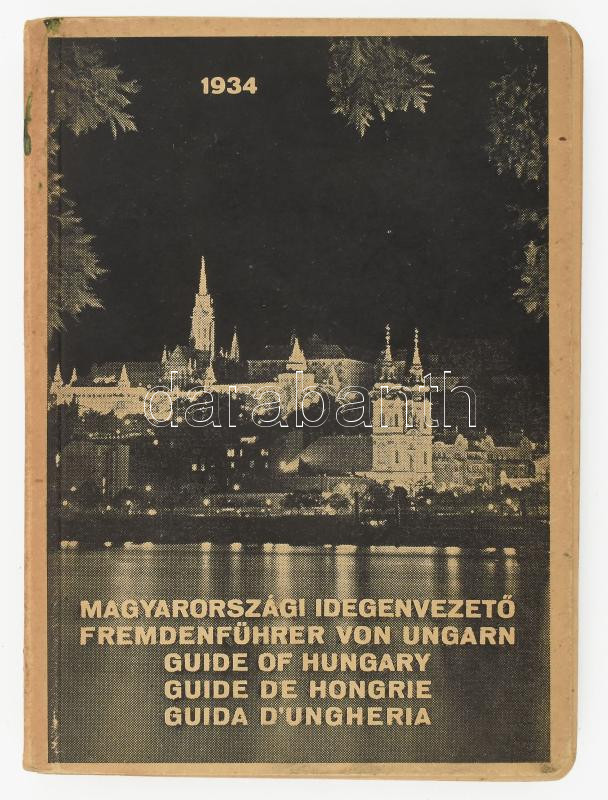 1934
darabanth
MAGYARORSZÁGI IDEGENVEZETŐ
FREMDENFÜHRER VON UNGARN
GUIDE OF HUNGARY
GUIDE DE HONGRIE
GUIDA D'UNGHERIA